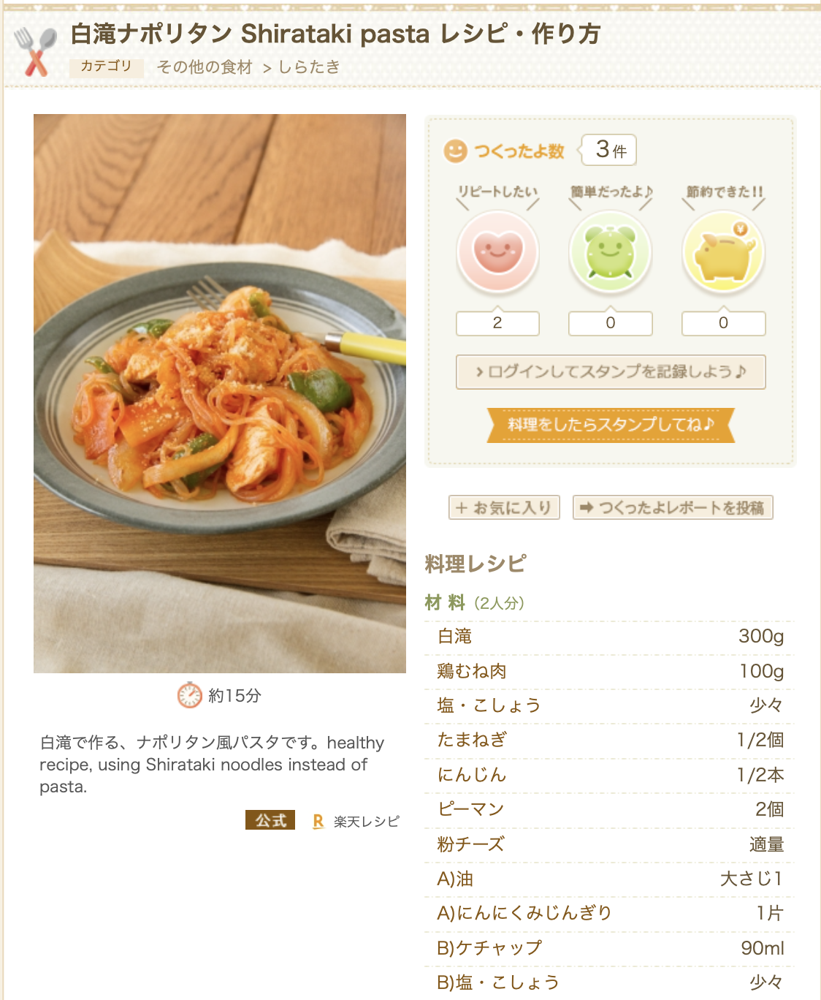 白滝ナポリタン Shirataki pasta レシピ・作り方
カテゴリ その他の食材 > しらたき
つくったよ数 3件
リピートしたい 簡単だったよ♪ 節約できた!!
¥
2 0 0
› ログインしてスタンプを記録しよう♪
料理をしたらスタンプしてね♪
+ お気に入り ➡ つくったよレポートを投稿
約15分
白滝で作る、ナポリタン風パスタです。healthy
recipe, using Shirataki noodles instead of
pasta.
公式 R 楽天レシピ
料理レシピ
材 料（2人分）
白滝 300g
鶏むね肉 100g
塩・こしょう 少々
たまねぎ 1/2個
にんじん 1/2本
ピーマン 2個
粉チーズ 適量
A)油 大さじ1
A)にんにくみじんぎり 1片
B)ケチャップ 90ml
B)塩・こしょう 少々